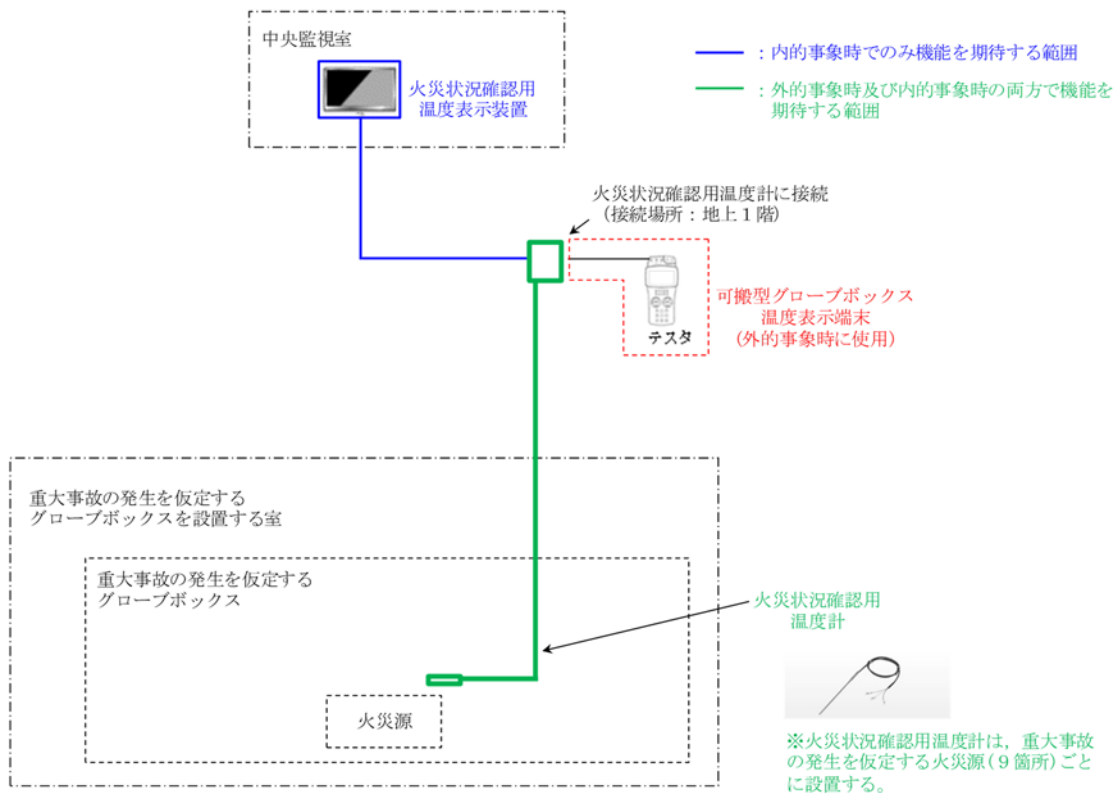 中央監視室
火災状況確認用
温度表示装置
：内的事象時でのみ機能を期待する範囲
：外的事象時及び内的事象時の両方で機能を
期待する範囲
火災状況確認用温度計に接続
（接続場所：地上１階）
テスタ
可搬型グローブボックス
温度表示端末
（外的事象時に使用）
重大事故の発生を仮定する
グローブボックスを設置する室
重大事故の発生を仮定する
グローブボックス
火災源
火災状況確認用
温度計
※火災状況確認用温度計は，重大事故
の発生を仮定する火災源（９箇所）ごと
に設置する。